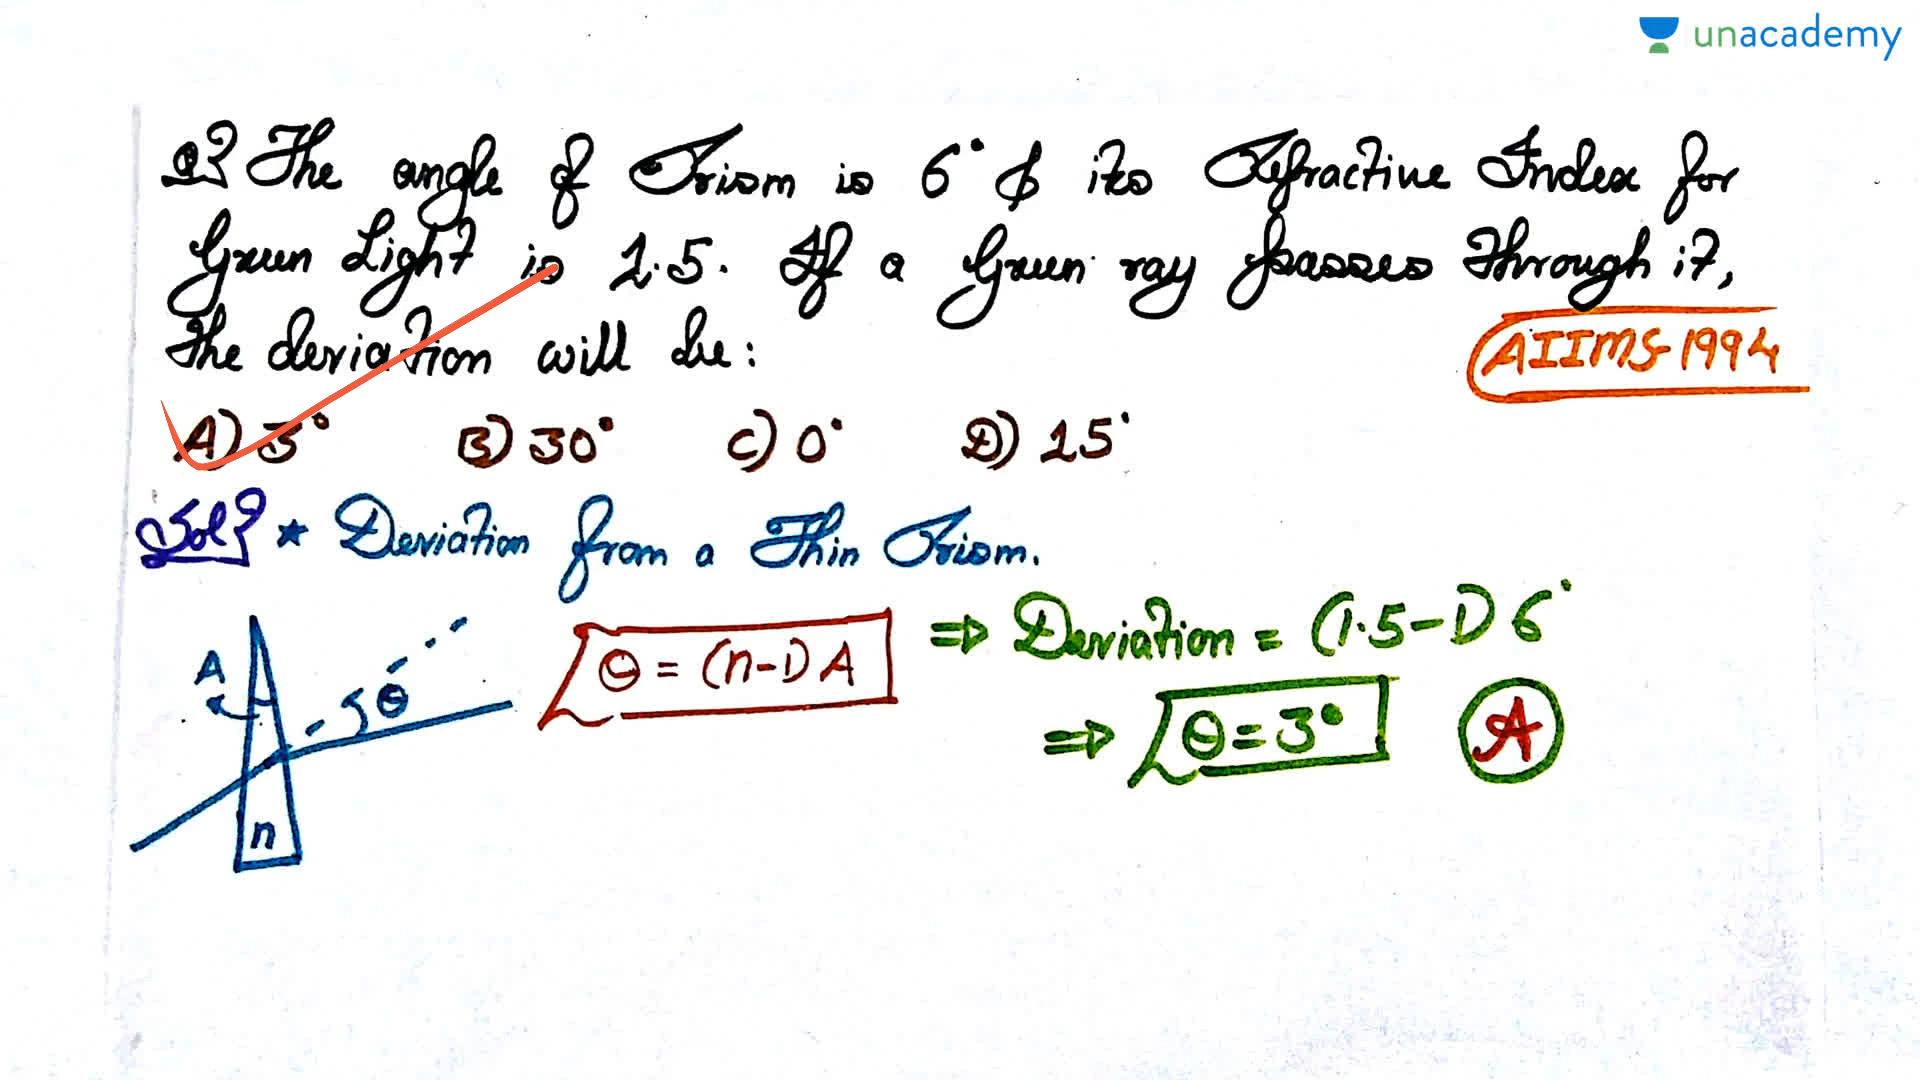 unacademy
Q} The angle of Prism is 6° & its Refractive Index for
Green Light is 1.5. If a Green ray passes through it,
the deviation will be:
AIIMS-1994
A) 3° B) 30° C) 0° D) 15°
Sol} * Deviation from a Thin Prism.
A θ n
θ = (n-1) A
⇒ Deviation = (1.5-1) 6°
⇒ θ = 3° A